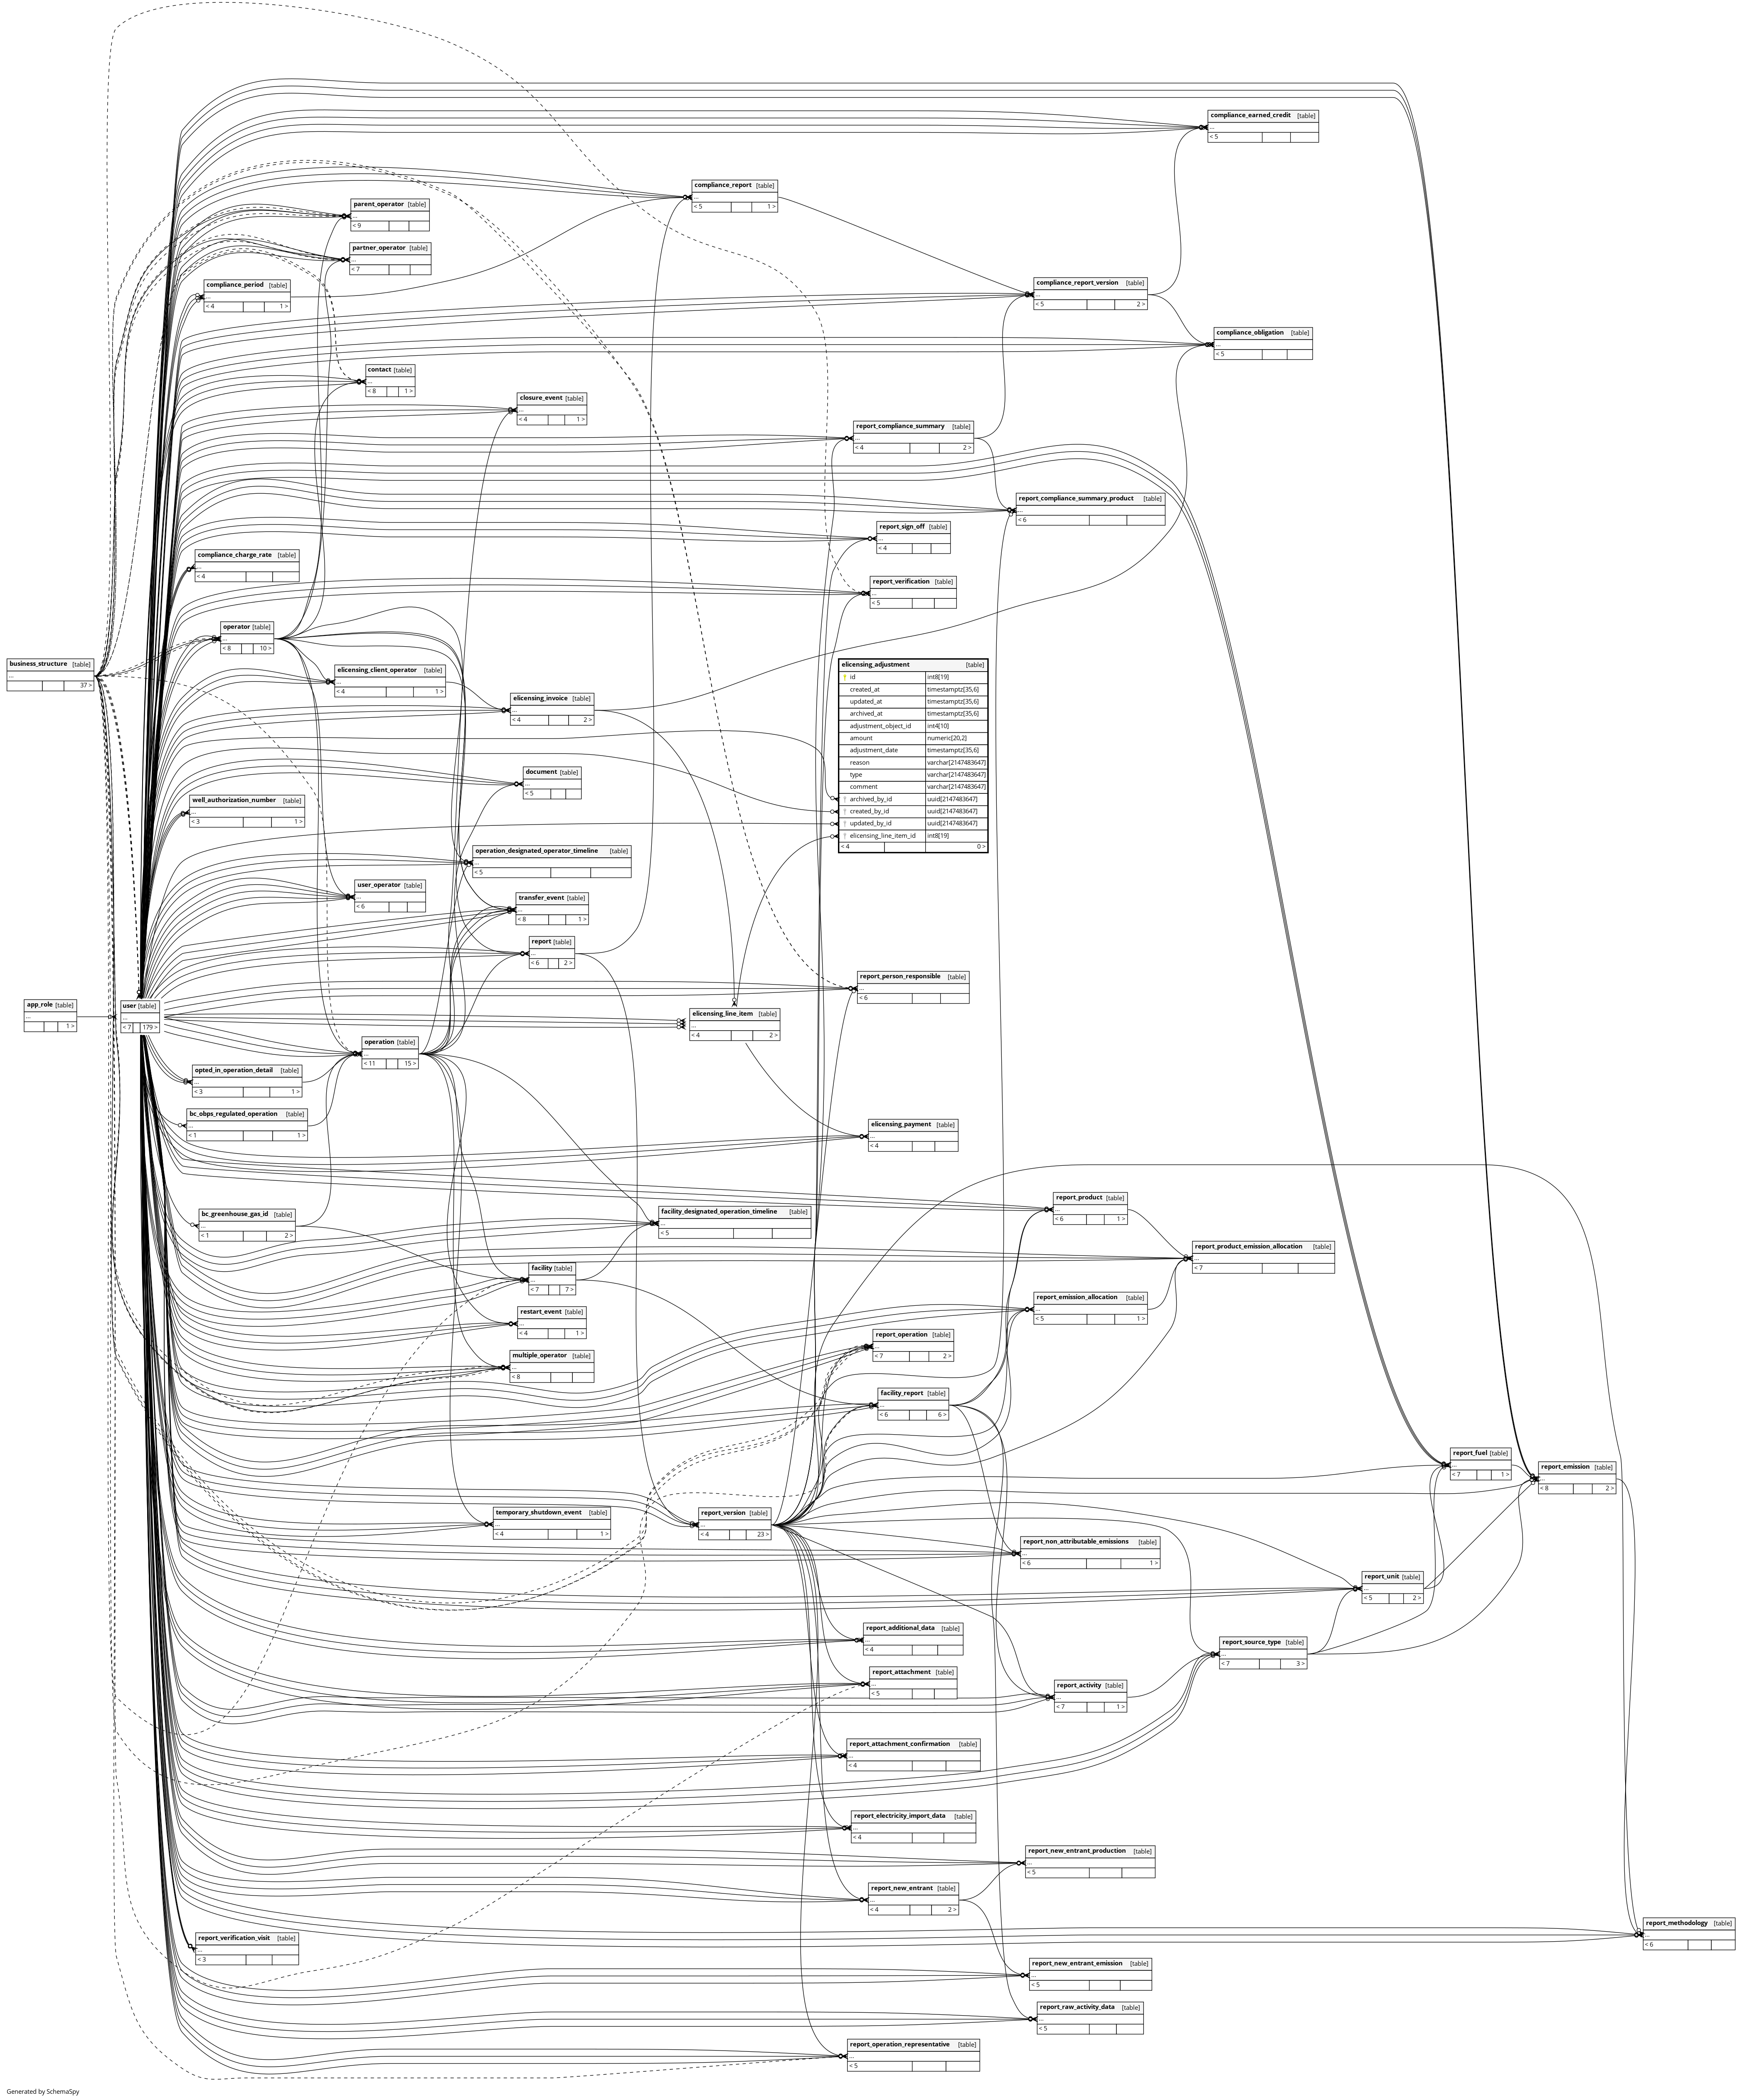 compliance_earned_credit [table]
...
< 5
compliance_report [table]
...
< 5 1 >
parent_operator [table]
...
< 9
partner_operator [table]
...
< 7
compliance_period [table]
...
< 4 1 >
compliance_report_version [table]
...
< 5 2 >
compliance_obligation [table]
...
< 5
contact [table]
...
< 8 1 >
closure_event [table]
...
< 4 1 >
report_compliance_summary [table]
...
< 4 2 >
report_compliance_summary_product [table]
...
< 6
report_sign_off [table]
...
< 4
compliance_charge_rate [table]
...
< 4
report_verification [table]
...
< 5
operator [table]
...
< 8 10 >
business_structure [table]
...
37 >
elicensing_client_operator [table]
...
< 4 1 >
elicensing_invoice [table]
...
< 4 2 >
elicensing_adjustment [table]
id int8[19]
created_at timestamptz[35,6]
updated_at timestamptz[35,6]
archived_at timestamptz[35,6]
adjustment_object_id int4[10]
amount numeric[20,2]
adjustment_date timestamptz[35,6]
reason varchar[2147483647]
type varchar[2147483647]
comment varchar[2147483647]
archived_by_id uuid[2147483647]
created_by_id uuid[2147483647]
updated_by_id uuid[2147483647]
elicensing_line_item_id int8[19]
< 4 0 >
document [table]
...
< 5
well_authorization_number [table]
...
< 3 1 >
operation_designated_operator_timeline [table]
...
< 5
user_operator [table]
...
< 6
transfer_event [table]
...
< 8 1 >
report [table]
...
< 6 2 >
report_person_responsible [table]
...
< 6
app_role [table]
...
1 >
user [table]
...
< 7 179 >
elicensing_line_item [table]
...
< 4 2 >
operation [table]
...
< 11 15 >
opted_in_operation_detail [table]
...
< 3 1 >
bc_obps_regulated_operation [table]
...
< 1 1 >
elicensing_payment [table]
...
< 4
report_product [table]
...
< 6 1 >
bc_greenhouse_gas_id [table]
...
< 1 2 >
facility_designated_operation_timeline [table]
...
< 5
report_product_emission_allocation [table]
...
< 7
facility [table]
...
< 7 7 >
report_emission_allocation [table]
...
< 5 1 >
restart_event [table]
...
< 4 1 >
report_operation [table]
...
< 7 2 >
multiple_operator [table]
...
< 8
facility_report [table]
...
< 6 6 >
report_fuel [table]
...
< 7 1 >
report_emission [table]
...
< 8 2 >
temporary_shutdown_event [table]
...
< 4 1 >
report_version [table]
...
< 4 23 >
report_non_attributable_emissions [table]
...
< 6 1 >
report_unit [table]
...
< 5 2 >
report_additional_data [table]
...
< 4
report_source_type [table]
...
< 7 3 >
report_attachment [table]
...
< 5
report_activity [table]
...
< 7 1 >
report_attachment_confirmation [table]
...
< 4
report_electricity_import_data [table]
...
< 4
report_new_entrant_production [table]
...
< 5
report_new_entrant [table]
...
< 4 2 >
report_methodology [table]
...
< 6
report_verification_visit [table]
...
< 3
report_new_entrant_emission [table]
...
< 5
report_raw_activity_data [table]
...
< 5
report_operation_representative [table]
...
< 5
Generated by SchemaSpy